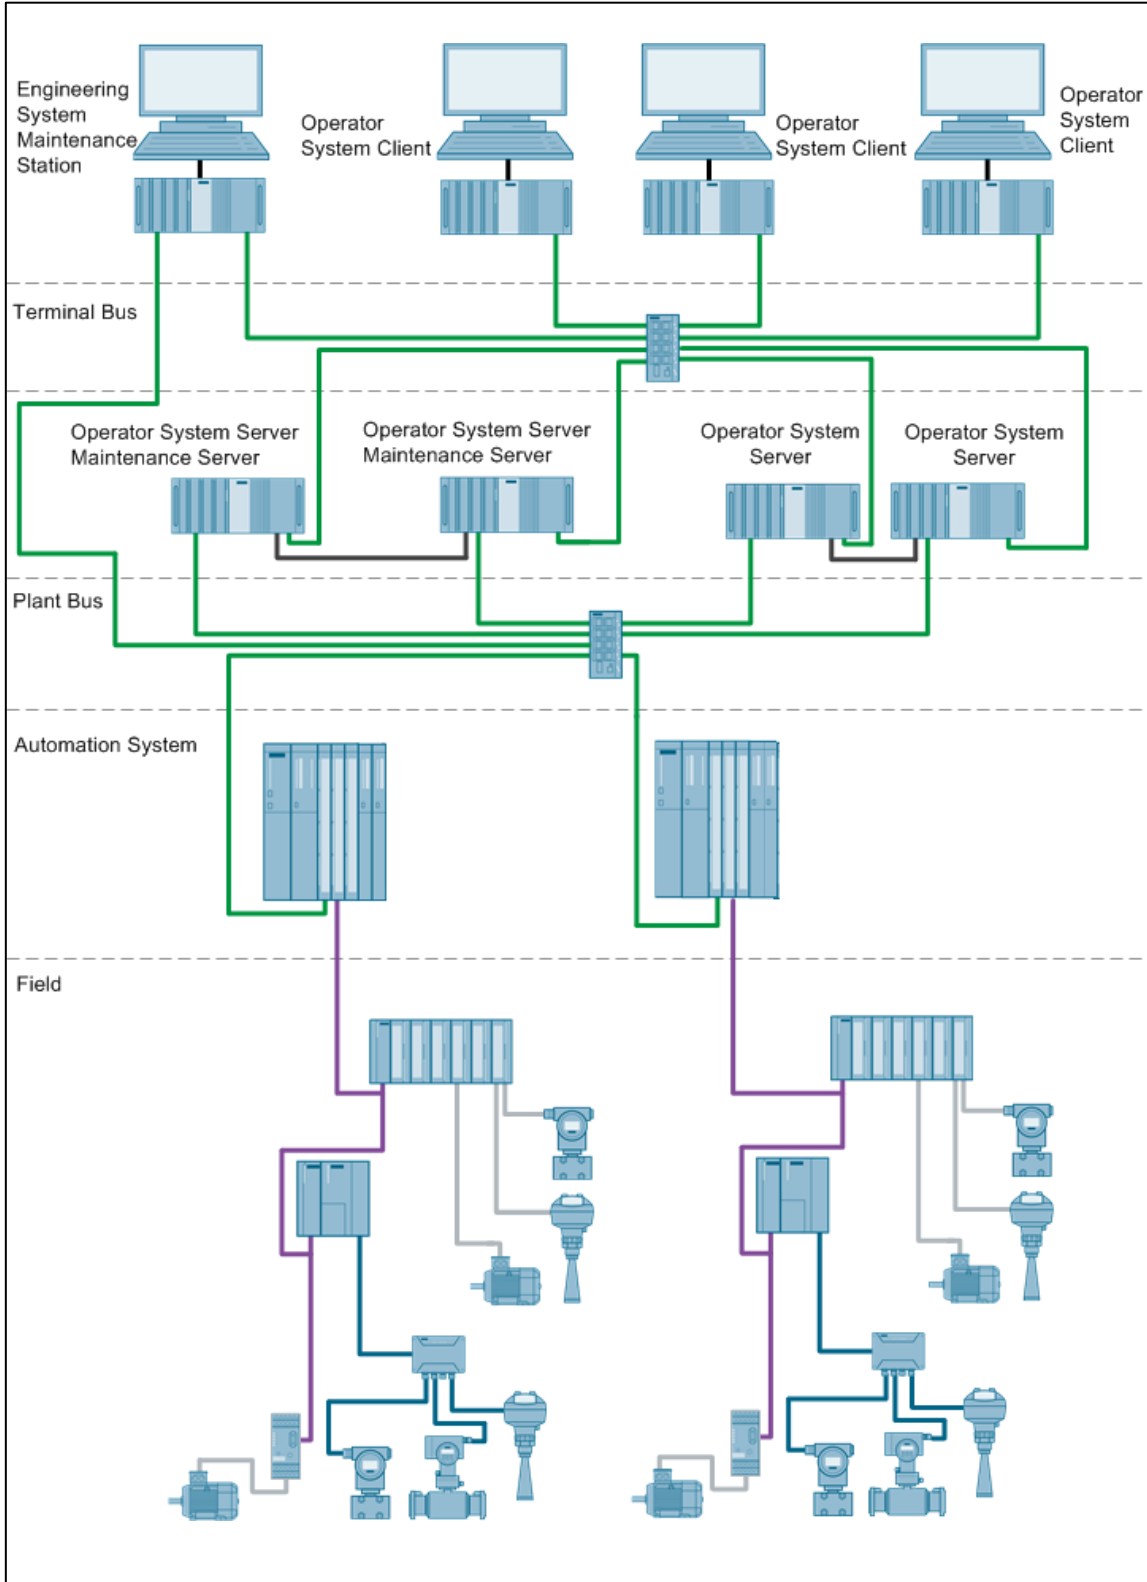 Engineering
System
Maintenance
Station
Operator
System Client
Operator
System Client
Operator
System
Client
Terminal Bus
Operator System Server
Maintenance Server
Operator System Server
Maintenance Server
Operator System
Server
Operator System
Server
Plant Bus
Automation System
Field